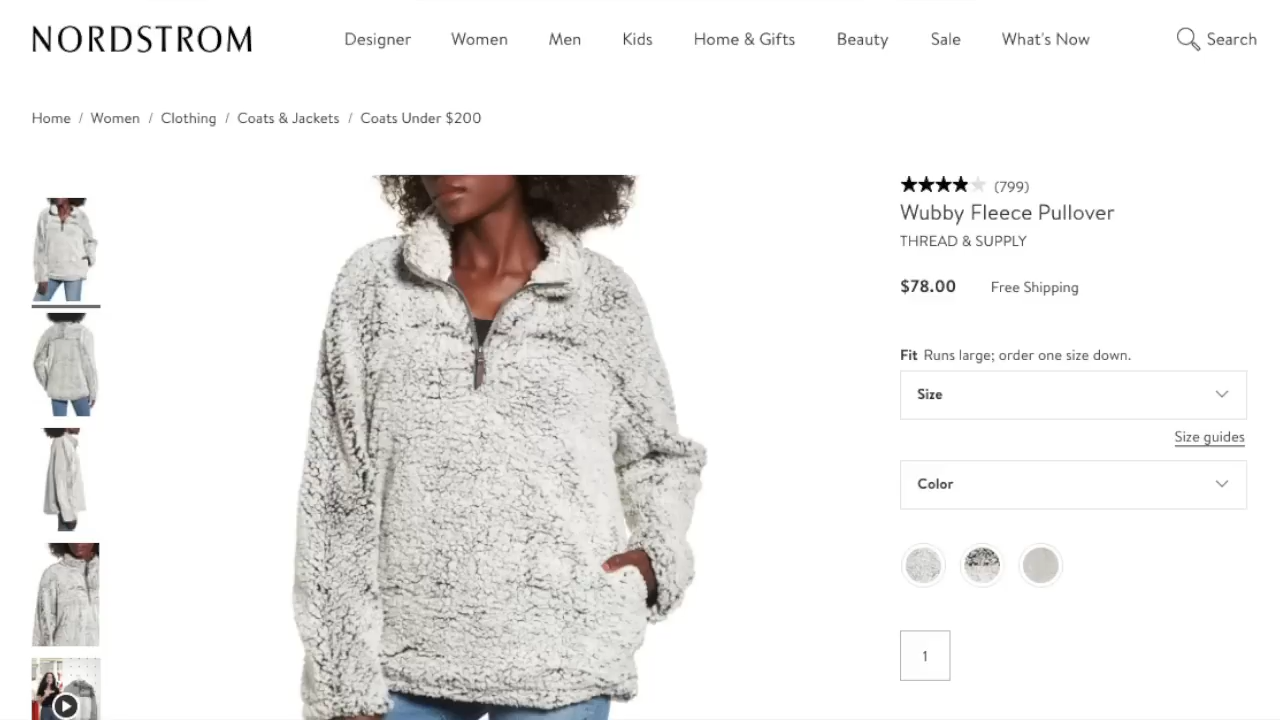 NORDSTROM
Designer Women Men Kids Home & Gifts Beauty Sale What's Now Search
Home / Women / Clothing / Coats & Jackets / Coats Under $200
(799)
Wubby Fleece Pullover
THREAD & SUPPLY
$78.00 Free Shipping
Fit Runs large; order one size down.
Size
Size guides
Color
1